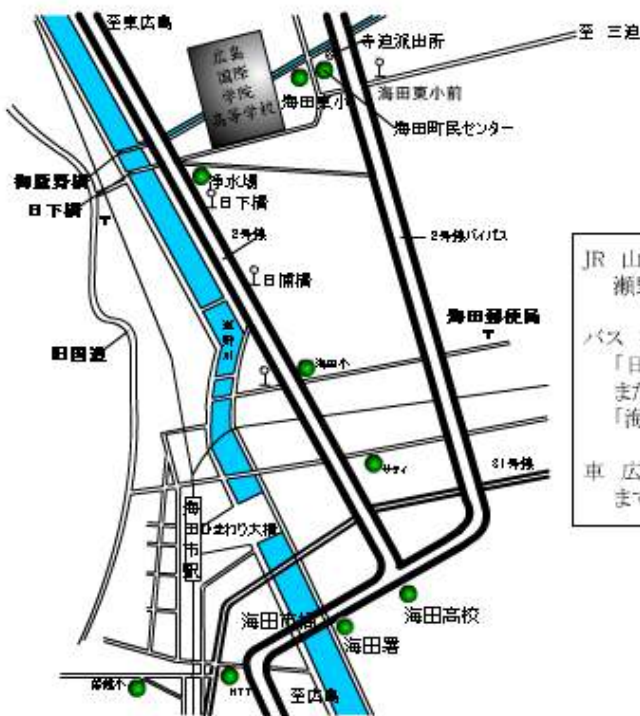 至東広島
寺迫派出所
至 三迫
広島
国際
学院
高等学校
海田東小
海田東小前
海田町民センター
浄水場
日下橋
日下橋
2号線
2号線バイパス
日浦橋
海田郵便局
旧国道
瀬野川
海田小
サティ
31号線
海田市駅
ひまわり大橋
海田市橋
海田高校
海田署
NTT
至広島
JR 山
瀬野
バス
「日
また
「海
車 広
ます